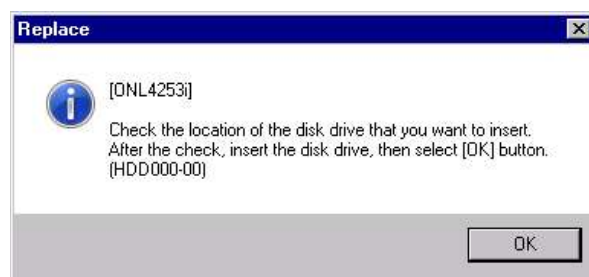 Replace
[ONL4253i]
Check the location of the disk drive that you want to insert.
After the check, insert the disk drive, then select [OK] button.
(HDD000-00)
OK